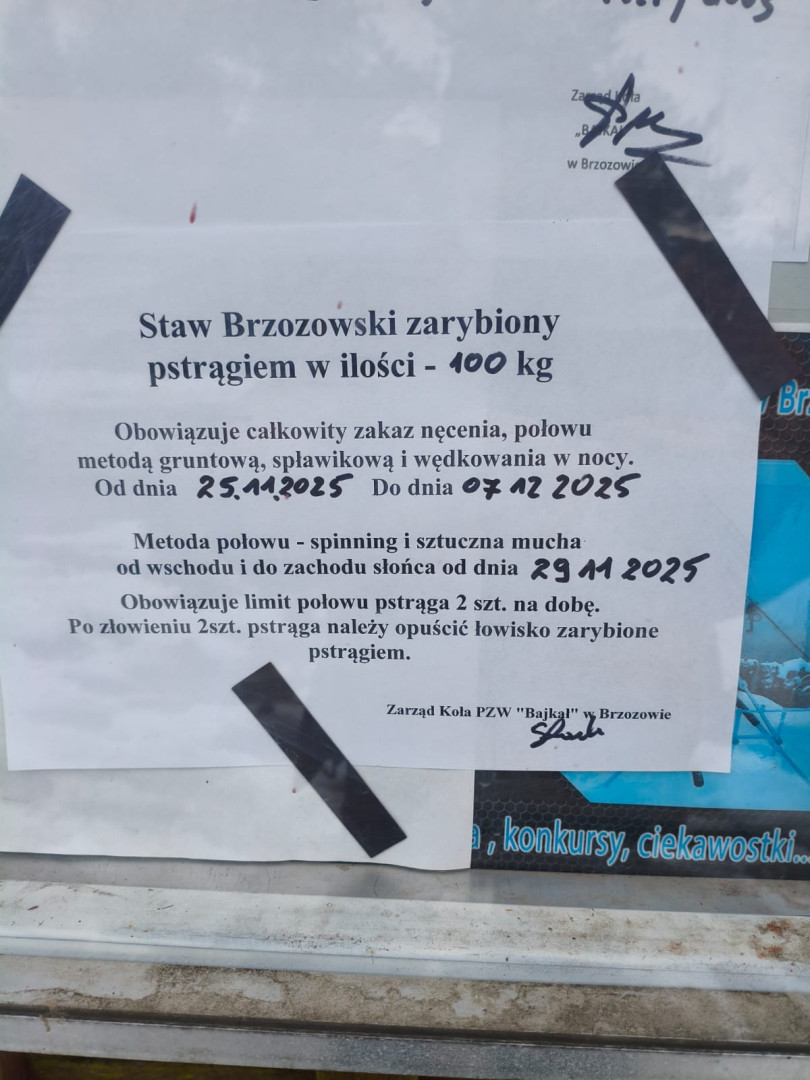 Zarząd Koła
w Brzozowie
Staw Brzozowski zarybiony
pstrągiem w ilości - 100 kg
Obowiązuje całkowity zakaz nęcenia, połowu
metodą gruntową, spławikową i wędkowania w nocy.
Od dnia 25.11.2025 Do dnia 07 12 2025
Metoda połowu - spinning i sztuczna mucha
od wschodu i do zachodu słońca od dnia 29 11 2025
Obowiązuje limit połowu pstrąga 2 szt. na dobę.
Po złowieniu 2szt. pstrąga należy opuścić łowisko zarybione
pstrągiem.
Zarząd Koła PZW "Bajkał" w Brzozowie
, konkursy, ciekawostki...